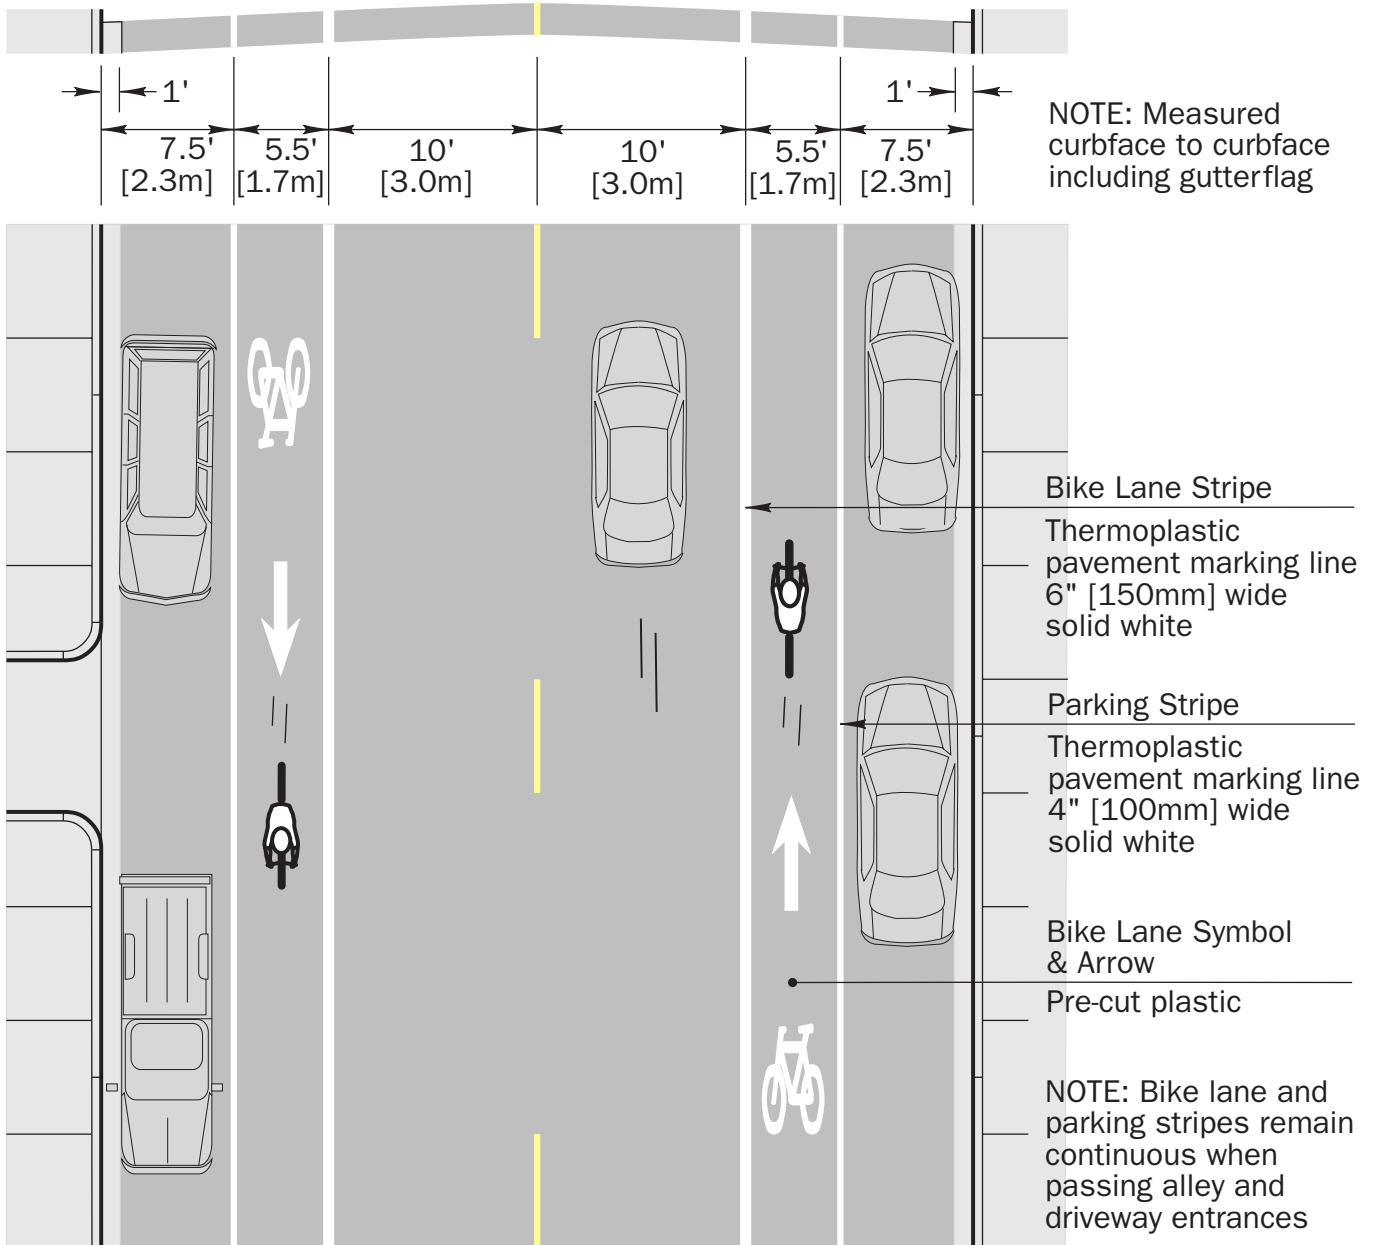 1'
1'
7.5'
[2.3m]
5.5'
[1.7m]
10'
[3.0m]
10'
[3.0m]
5.5'
[1.7m]
7.5'
[2.3m]
NOTE: Measured
curbface to curbface
including gutterflag
Bike Lane Stripe
Thermoplastic
pavement marking line
6" [150mm] wide
solid white
Parking Stripe
Thermoplastic
pavement marking line
4" [100mm] wide
solid white
Bike Lane Symbol
& Arrow
Pre-cut plastic
NOTE: Bike lane and
parking stripes remain
continuous when
passing alley and
driveway entrances